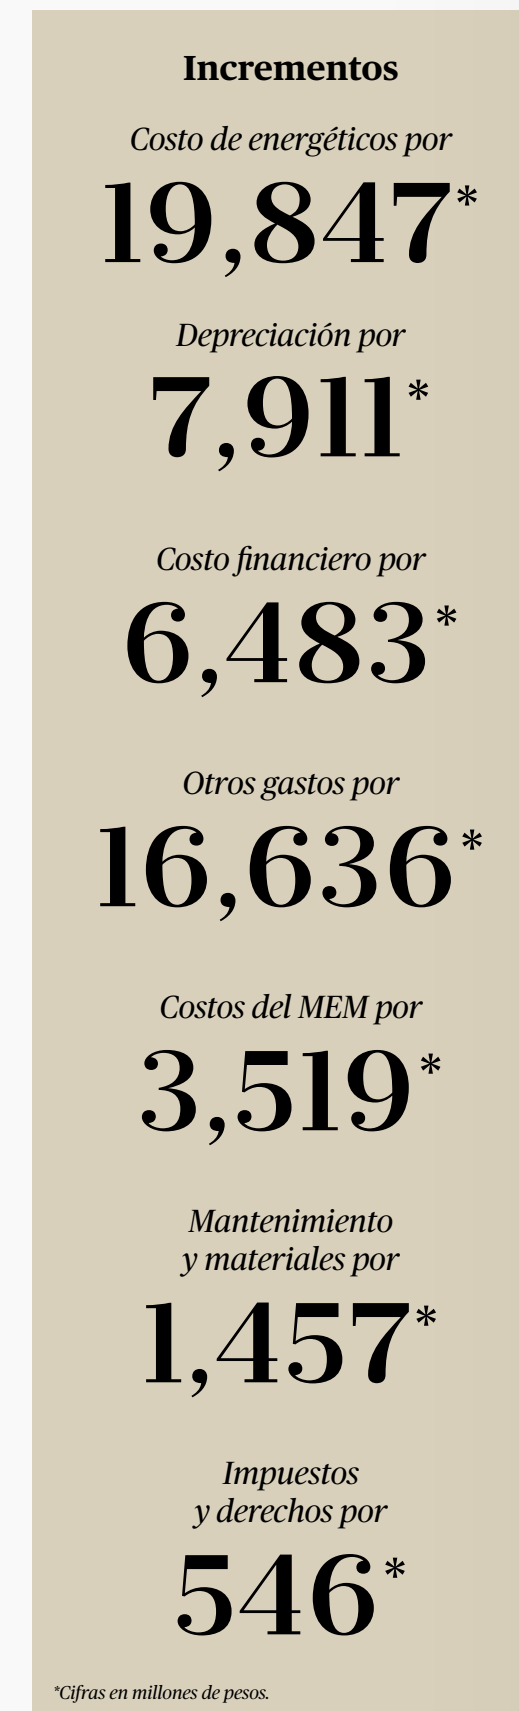 Incrementos
Costo de energéticos por
19,847*
Depreciación por
7,911*
Costo financiero por
6,483*
Otros gastos por
16,636*
Costos del MEM por
3,519*
Mantenimiento
y materiales por
1,457*
Impuestos
y derechos por
546*
*Cifras en millones de pesos.